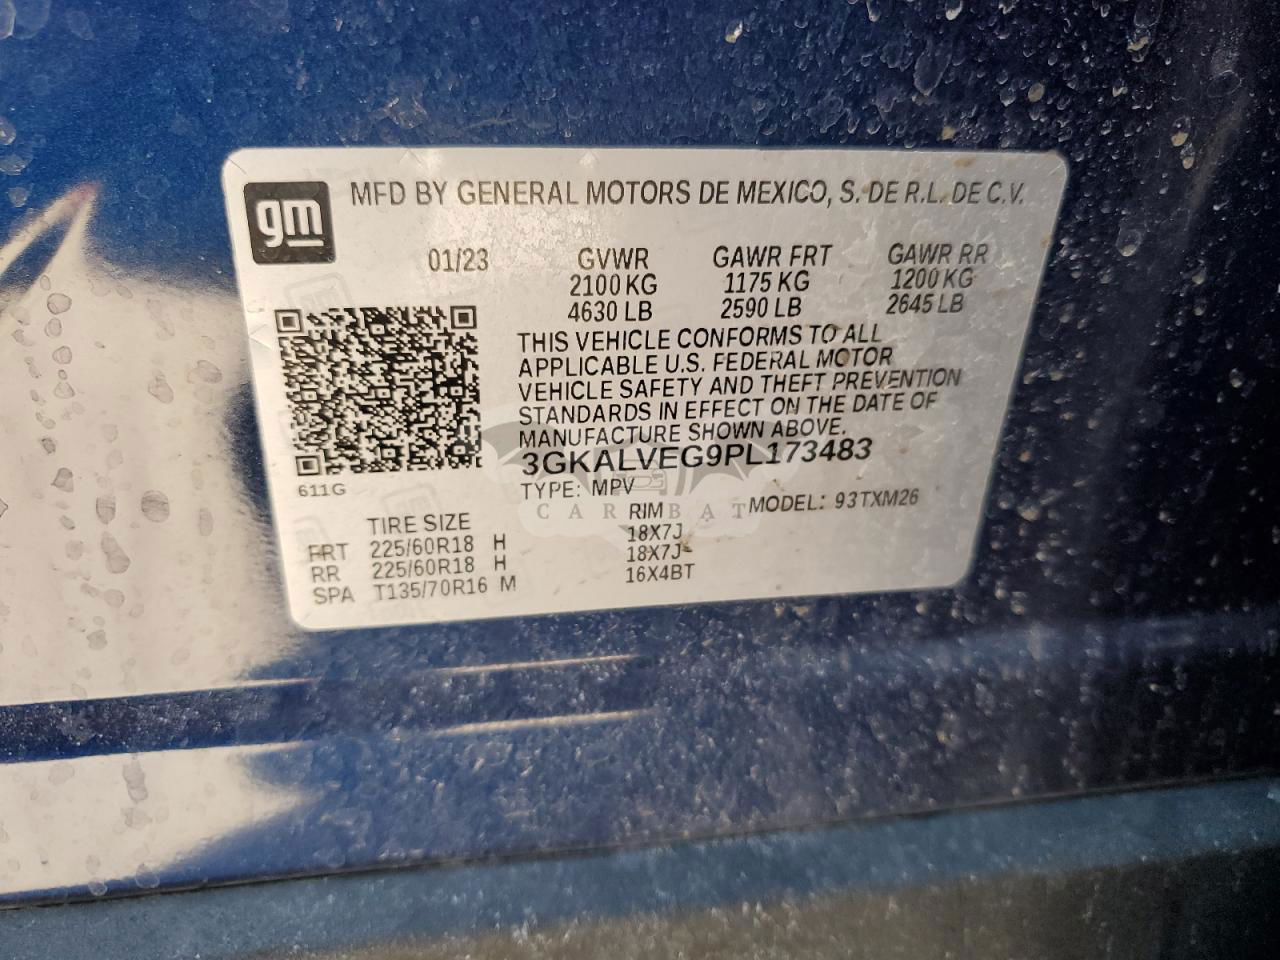 gm
MFD BY GENERAL MOTORS DE MEXICO, S. DE R.L. DE C.V.
01/23 GVWR GAWR FRT GAWR RR
2100 KG 1175 KG 1200 KG
4630 LB 2590 LB 2645 LB
THIS VEHICLE CONFORMS TO ALL
APPLICABLE U.S. FEDERAL MOTOR
VEHICLE SAFETY AND THEFT PREVENTION
STANDARDS IN EFFECT ON THE DATE OF
MANUFACTURE SHOWN ABOVE.
3GKALVEG9PL173483
611G
TYPE: MPV MODEL: 93TXM26
CARBAT
TIRE SIZE RIM
FRT 225/60R18 H 18X7J
RR 225/60R18 H 18X7J
SPA T135/70R16 M 16X4BT